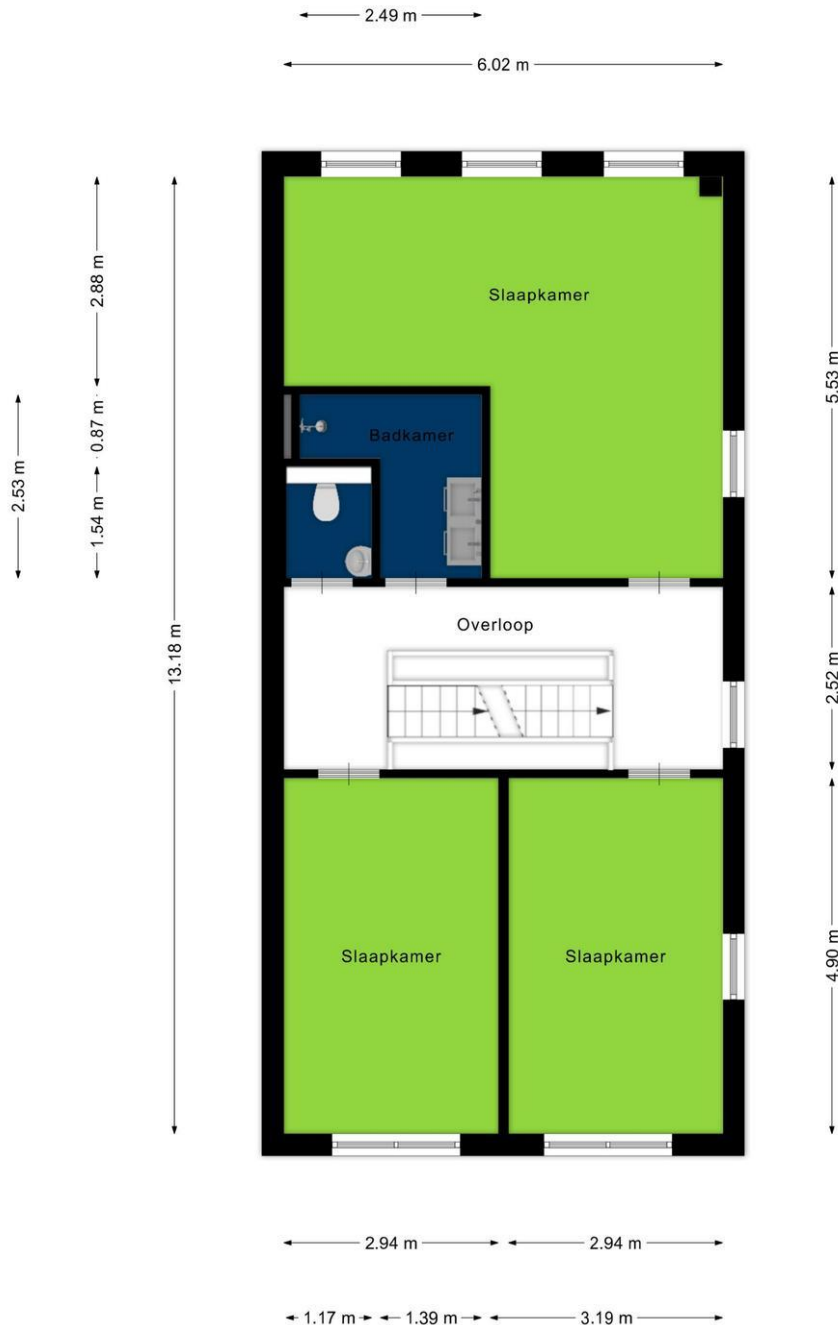 2.49 m
6.02 m
2.88 m
Slaapkamer
5.53 m
0.87 m
Badkamer
2.53 m
1.54 m
Overloop
13.18 m
2.52 m
Slaapkamer
Slaapkamer
4.90 m
2.94 m
2.94 m
1.17 m
1.39 m
3.19 m